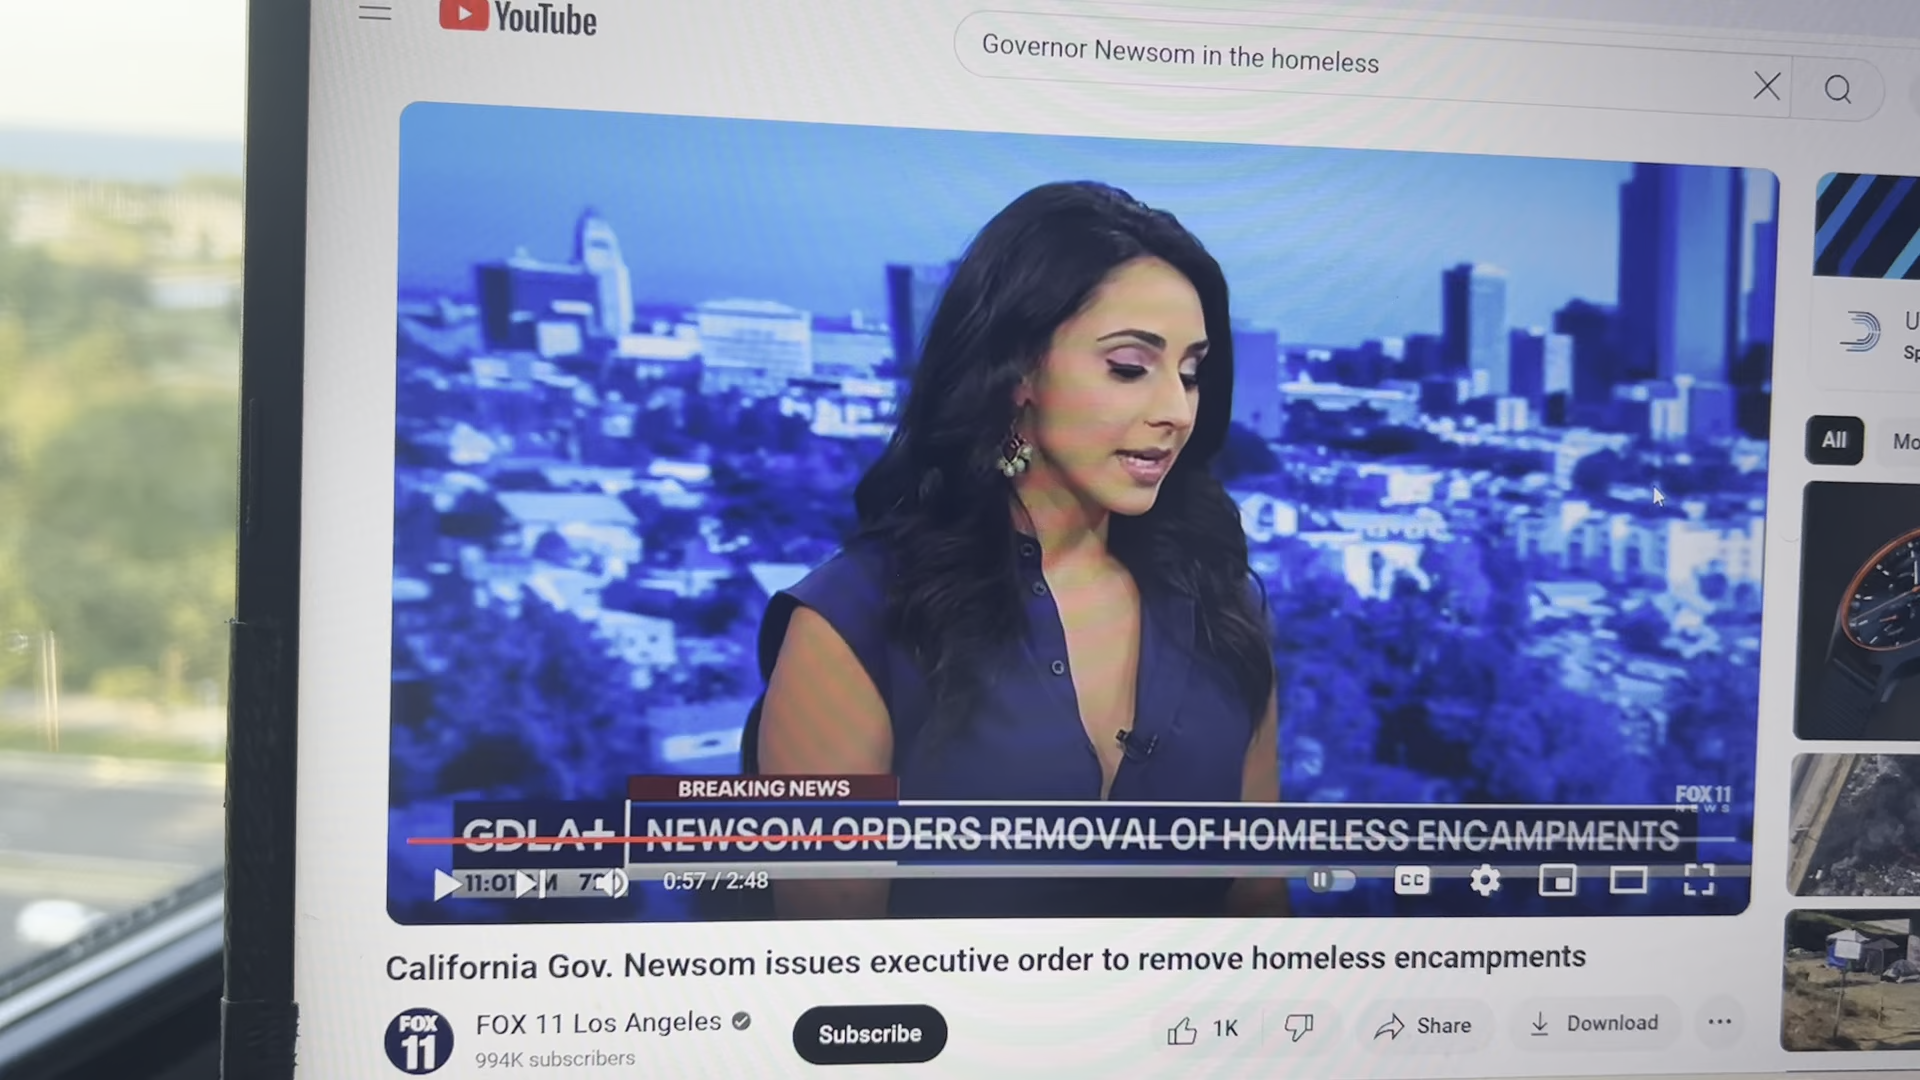 YouTube
Governor Newsom in the homeless
BREAKING NEWS
FOX 11
NEWS
GDLA+
NEWSOM ORDERS REMOVAL OF HOMELESS ENCAMPMENTS
0:57 / 2:48
CC
All
California Gov. Newsom issues executive order to remove homeless encampments
FOX
11
FOX 11 Los Angeles
994K subscribers
Subscribe
1K
Share
Download